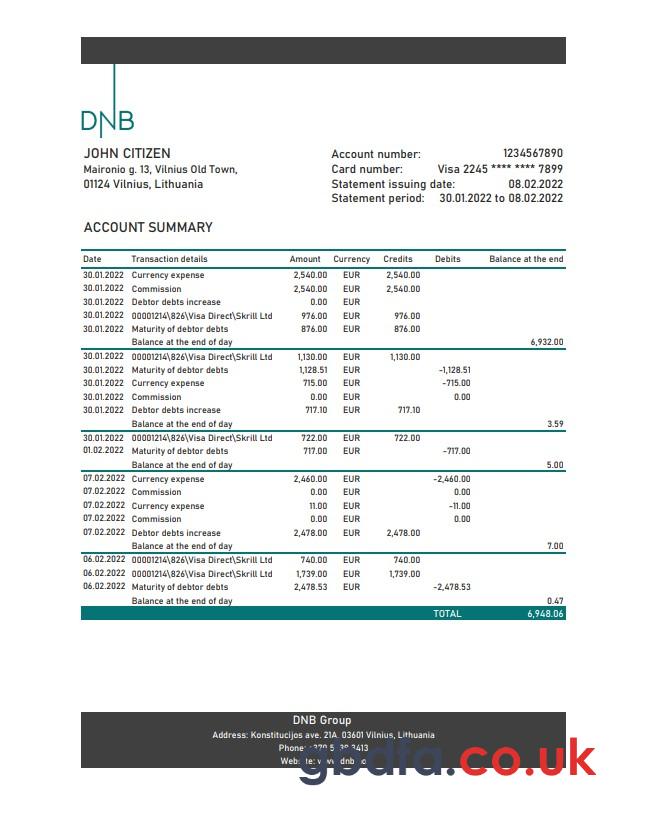 DNB
JOHN CITIZEN
Maironio g. 13, Vilnius Old Town,
01124 Vilnius, Lithuania
Account number: 1234567890
Card number: Visa 2245 **** **** 7899
Statement issuing date: 08.02.2022
Statement period: 30.01.2022 to 08.02.2022
ACCOUNT SUMMARY
Date Transaction details Amount Currency Credits Debits Balance at the end
30.01.2022 Currency expense 2,540.00 EUR 2,540.00
30.01.2022 Commission 2,540.00 EUR 2,540.00
30.01.2022 Debtor debts increase 0.00 EUR
30.01.2022 00001214\826\Visa Direct\Skrill Ltd 976.00 EUR 976.00
30.01.2022 Maturity of debtor debts 876.00 EUR 876.00
Balance at the end of day 6,932.00
30.01.2022 00001214\826\Visa Direct\Skrill Ltd 1,130.00 EUR 1,130.00
30.01.2022 Maturity of debtor debts 1,128.51 EUR -1,128.51
30.01.2022 Currency expense 715.00 EUR -715.00
30.01.2022 Commission 0.00 EUR 0.00
30.01.2022 Debtor debts increase 717.10 EUR 717.10
Balance at the end of day 3.59
30.01.2022 00001214\826\Visa Direct\Skrill Ltd 722.00 EUR 722.00
01.02.2022 Maturity of debtor debts 717.00 EUR -717.00
Balance at the end of day 5.00
07.02.2022 Currency expense 2,460.00 EUR -2,460.00
07.02.2022 Commission 0.00 EUR 0.00
07.02.2022 Currency expense 11.00 EUR -11.00
07.02.2022 Commission 0.00 EUR 0.00
07.02.2022 Debtor debts increase 2,478.00 EUR 2,478.00
Balance at the end of day 7.00
06.02.2022 00001214\826\Visa Direct\Skrill Ltd 740.00 EUR 740.00
06.02.2022 00001214\826\Visa Direct\Skrill Ltd 1,739.00 EUR 1,739.00
06.02.2022 Maturity of debtor debts 2,478.53 EUR -2,478.53
Balance at the end of day 0.47
TOTAL 6,948.06
DNB Group
Address: Konstitucijos ave. 21A, 03601 Vilnius, Lithuania
Phone:
Website:
gbdfa.co.uk